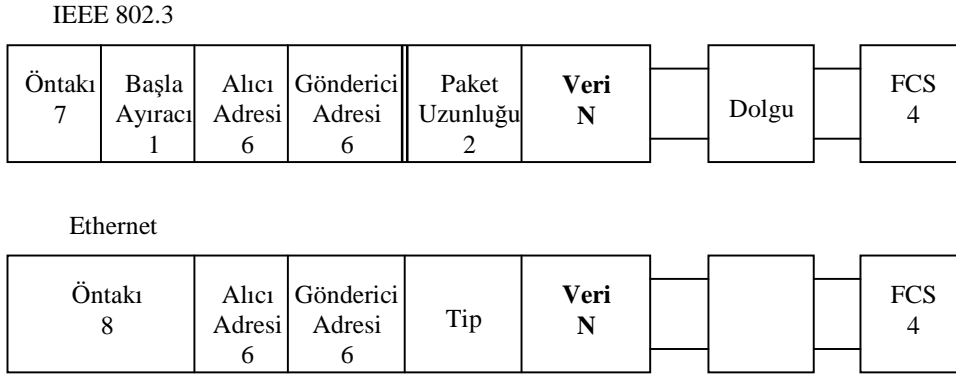 IEEE 802.3
Öntakı
7
Başla
Ayıracı
1
Alıcı
Adresi
6
Gönderici
Adresi
6
Paket
Uzunluğu
2
Veri
N
Dolgu
FCS
4
Ethernet
Öntakı
8
Alıcı
Adresi
6
Gönderici
Adresi
6
Tip
Veri
N
FCS
4